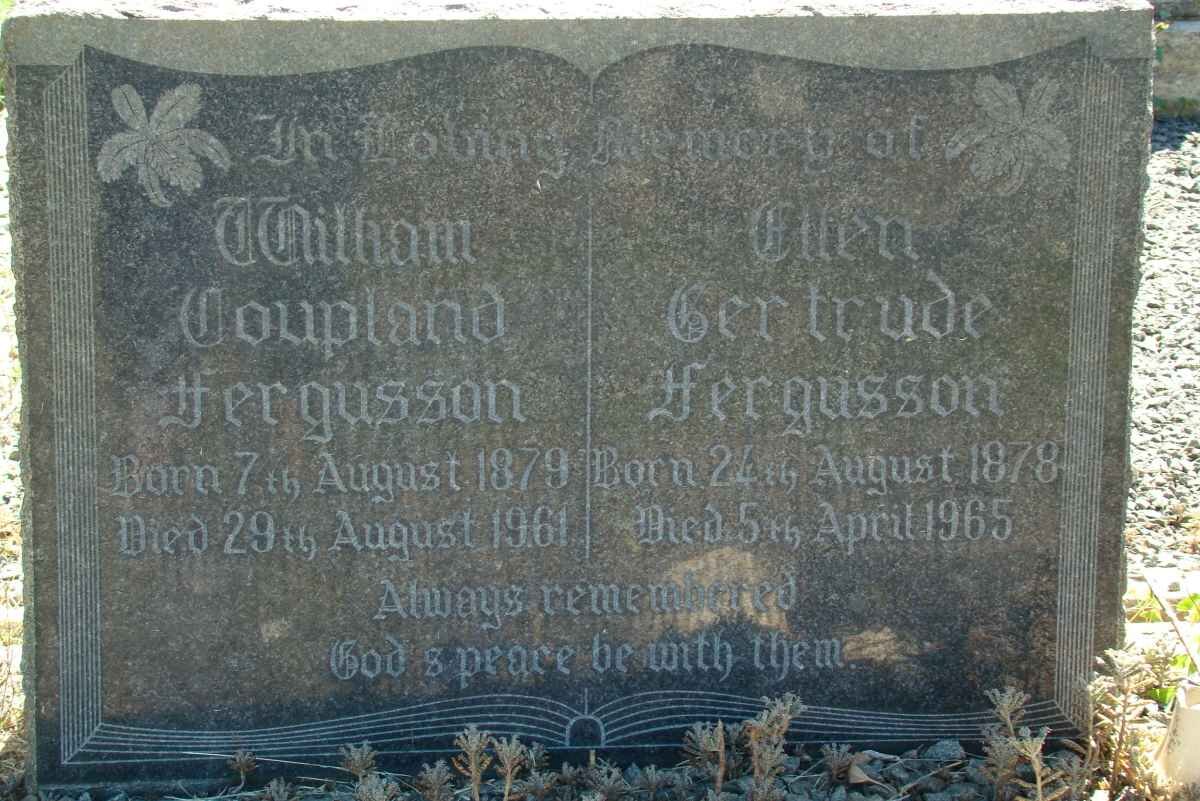 In Loving Memory of
William
Coupland
Fergusson
Born 7th August 1879
Died 29th August 1961
Ellen
Gertrude
Fergusson
Born 24th August 1878
Died 5th April 1965
Always remembered
God's peace be with them.